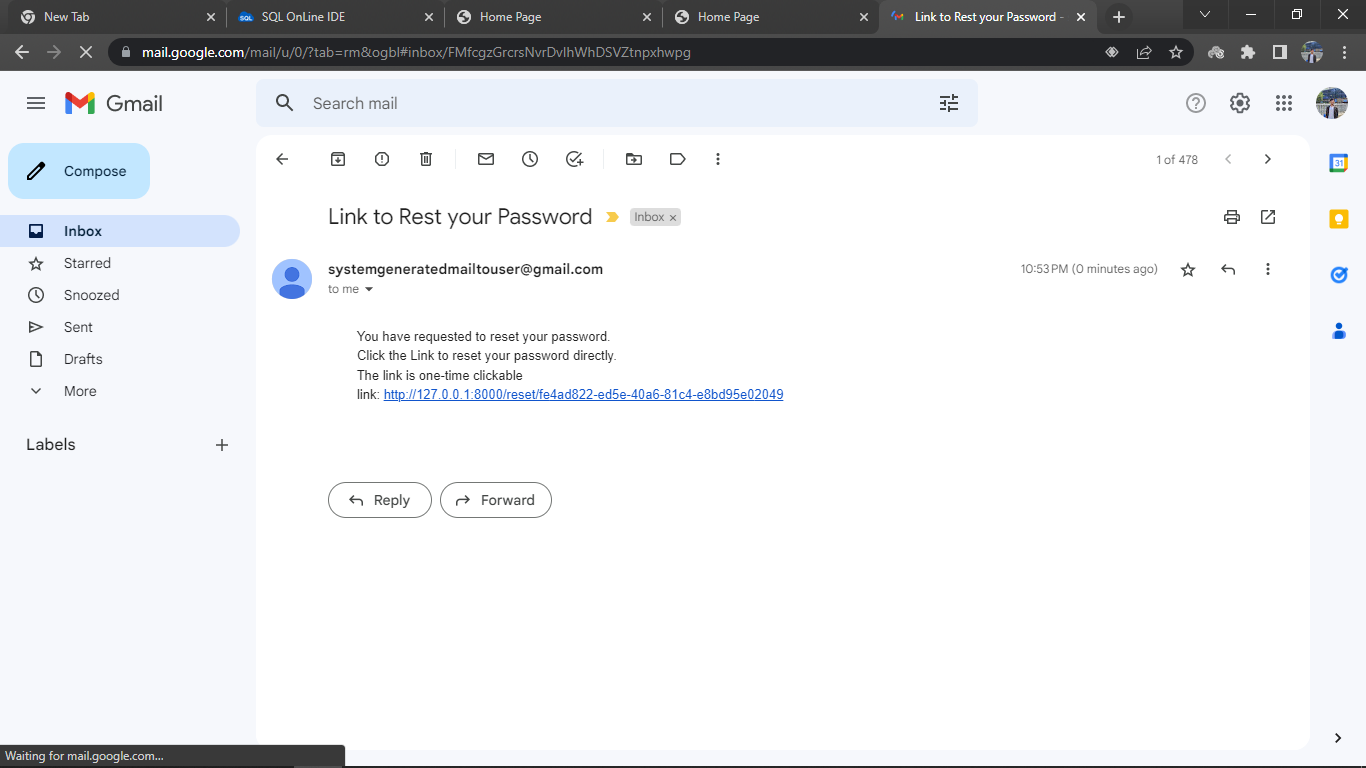 New Tab
SQL OnLine IDE
Home Page
Home Page
Link to Rest your Password -
mail.google.com/mail/u/0/?tab=rm&ogbl#inbox/FMfcgzGrcrsNvrDvlhWhDSVZtnpxhwpg
Gmail
Search mail
Compose
1 of 478
31
Link to Rest your Password
Inbox ×
Inbox
Starred
Snoozed
Sent
Drafts
More
Labels
systemgeneratedmailtouser@gmail.com
10:53 PM (0 minutes ago)
to me
You have requested to reset your password.
Click the Link to reset your password directly.
The link is one-time clickable
link: http://127.0.0.1:8000/reset/fe4ad822-ed5e-40a6-81c4-e8bd95e02049
Reply
Forward
Waiting for mail.google.com...